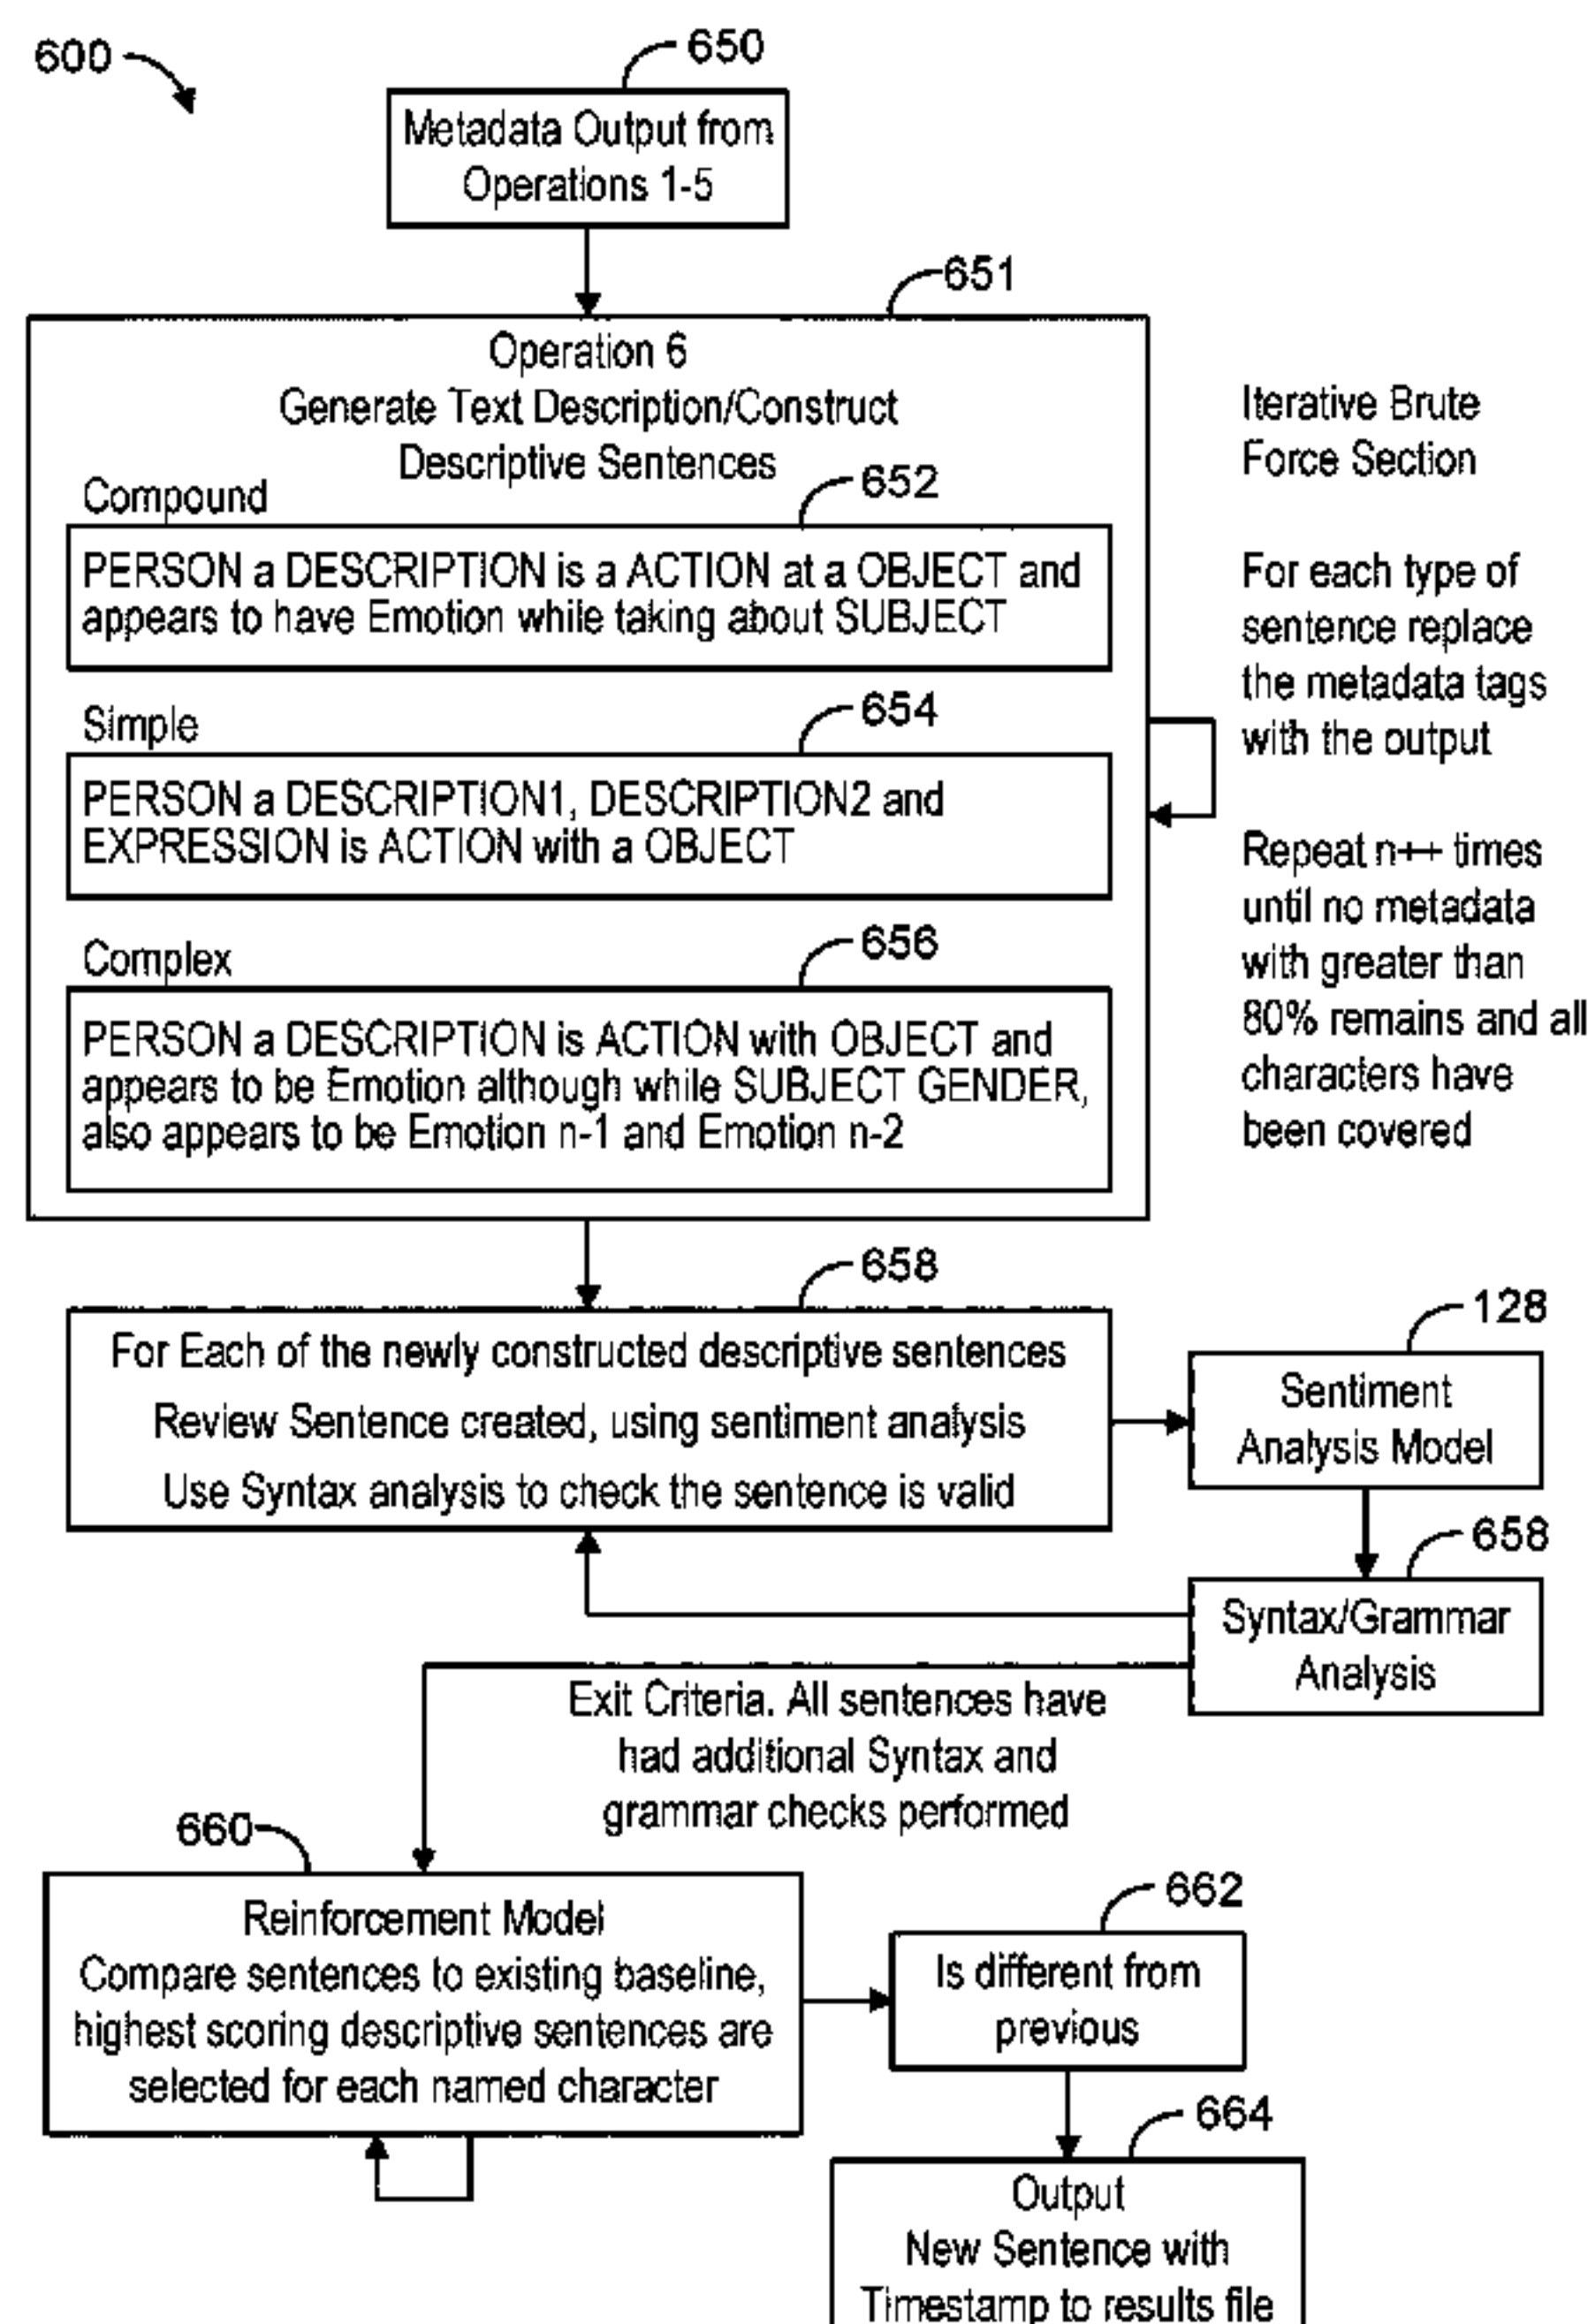 600
650
Metadata Output from
Operations 1-5
651
Operation 6
Generate Text Description/Construct
Descriptive Sentences
Compound
652
PERSON a DESCRIPTION is a ACTION at a OBJECT and
appears to have Emotion while taking about SUBJECT
Simple
654
PERSON a DESCRIPTION1, DESCRIPTION2 and
EXPRESSION is ACTION with a OBJECT
Complex
656
PERSON a DESCRIPTION is ACTION with OBJECT and
appears to be Emotion although while SUBJECT GENDER,
also appears to be Emotion n-1 and Emotion n-2
Iterative Brute
Force Section
For each type of
sentence replace
the metadata tags
with the output
Repeat n++ times
until no metadata
with greater than
80% remains and all
characters have
been covered
658
For Each of the newly constructed descriptive sentences
Review Sentence created, using sentiment analysis
Use Syntax analysis to check the sentence is valid
128
Sentiment
Analysis Model
658
Syntax/Grammar
Analysis
Exit Criteria. All sentences have
had additional Syntax and
grammar checks performed
660
Reinforcement Model
Compare sentences to existing baseline,
highest scoring descriptive sentences are
selected for each named character
662
Is different from
previous
664
Output
New Sentence with
Timestamp to results file